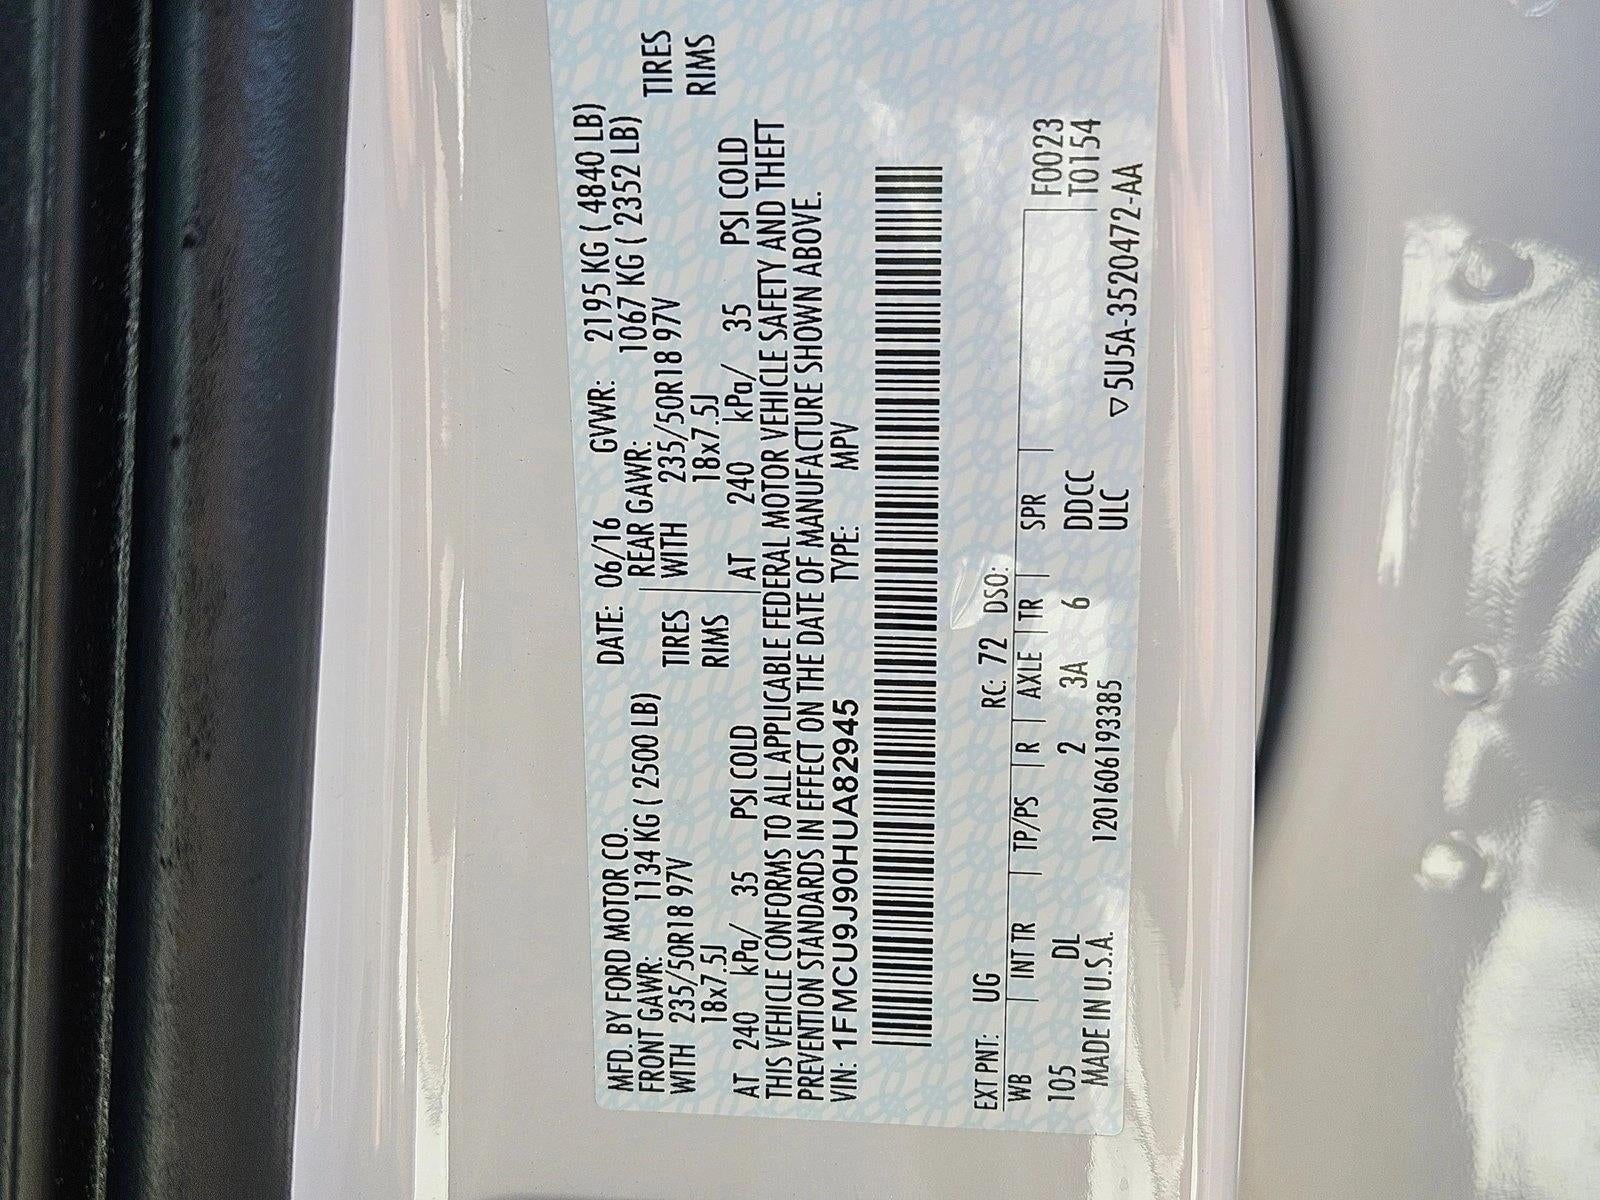 MFD. BY FORD MOTOR CO. DATE: 06/16 GVWR: 2195 KG ( 4840 LB)
FRONT GAWR: 1134 KG ( 2500 LB) REAR GAWR: 1067 KG ( 2352 LB)
WITH 235/50R18 97V TIRES WITH 235/50R18 97V TIRES
18x7.5J RIMS 18x7.5J RIMS
AT 240 kPa/ 35 PSI COLD AT 240 kPa/ 35 PSI COLD
THIS VEHICLE CONFORMS TO ALL APPLICABLE FEDERAL MOTOR VEHICLE SAFETY AND THEFT
PREVENTION STANDARDS IN EFFECT ON THE DATE OF MANUFACTURE SHOWN ABOVE.
VIN: 1FMCU9J90HUA82945 TYPE: MPV
EXT PNT: UG RC: 72 DSO:
WB INT TR TP/PS R AXLE TR SPR F0023
105 DL 2 3A 6 DDCC T0154
MADE IN U.S.A. 1201606193385 ULC ▽5U5A-3520472-AA